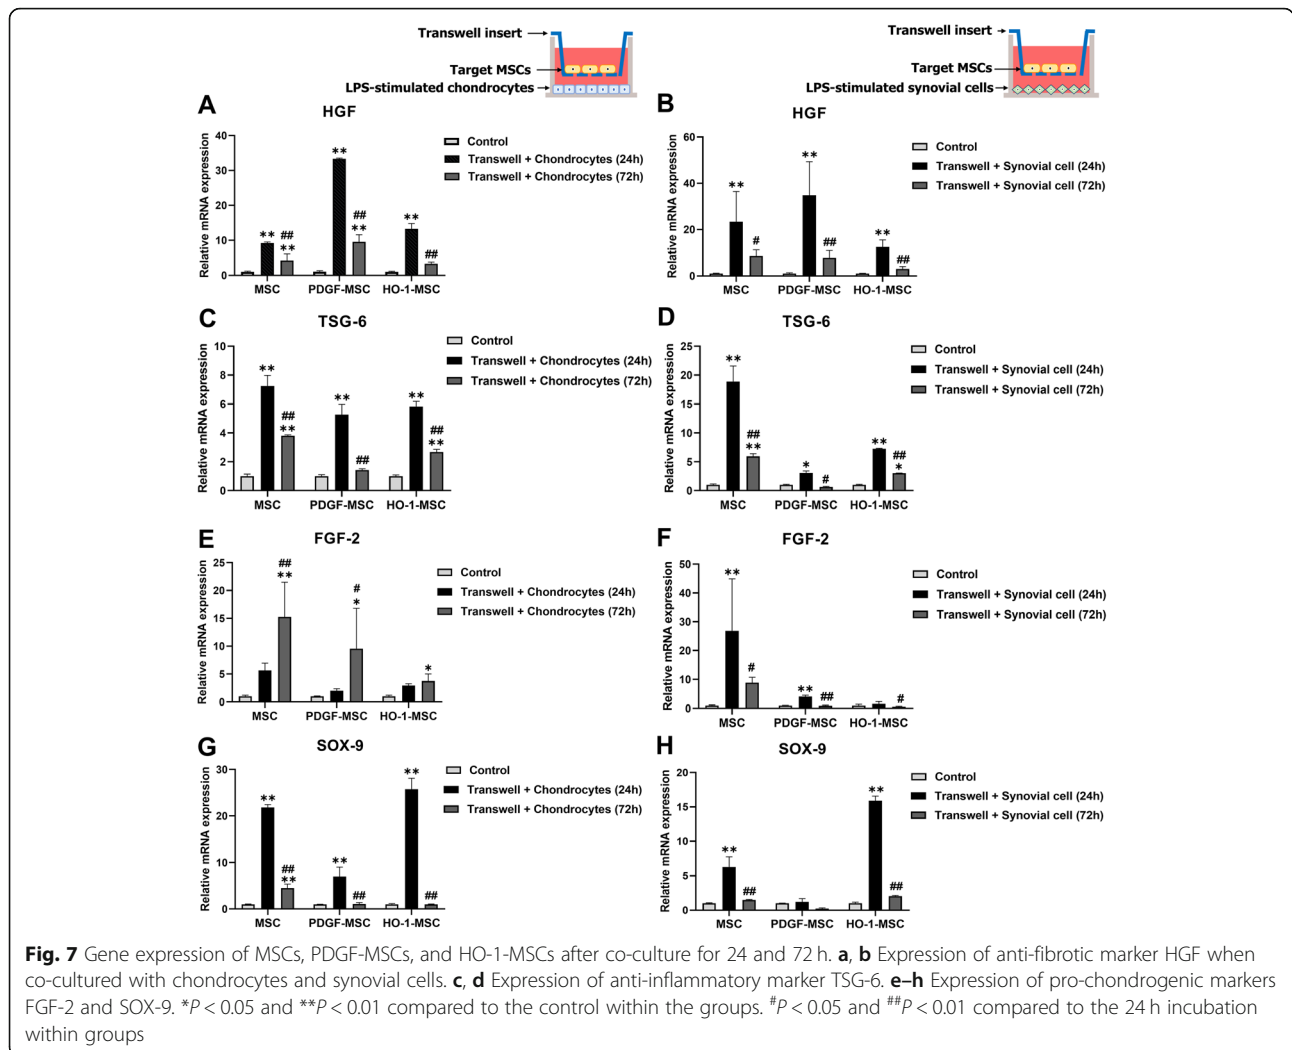 Transwell insert
Target MSCs
LPS-stimulated chondrocytes
Transwell insert
Target MSCs
LPS-stimulated synovial cells
A
HGF
Relative mRNA expression
40
30
20
10
0
** ** ## **
** ## **
** ##
MSC PDGF-MSC HO-1-MSC
Control
Transwell + Chondrocytes (24h)
Transwell + Chondrocytes (72h)
B
HGF
Relative mRNA expression
60
40
20
0
** #
** ##
** ##
MSC PDGF-MSC HO-1-MSC
Control
Transwell + Synovial cell (24h)
Transwell + Synovial cell (72h)
C
TSG-6
Relative mRNA expression
10
8
6
4
2
0
** ## **
** ##
** ## **
MSC PDGF-MSC HO-1-MSC
Control
Transwell + Chondrocytes (24h)
Transwell + Chondrocytes (72h)
D
TSG-6
Relative mRNA expression
25
20
15
10
5
0
** ## **
* #
** ## *
MSC PDGF-MSC HO-1-MSC
Control
Transwell + Synovial cell (24h)
Transwell + Synovial cell (72h)
E
FGF-2
Relative mRNA expression
25
20
15
10
5
0
## **
# *
*
MSC PDGF-MSC HO-1-MSC
Control
Transwell + Chondrocytes (24h)
Transwell + Chondrocytes (72h)
F
FGF-2
Relative mRNA expression
50
40
30
20
10
0
** #
** ##
#
MSC PDGF-MSC HO-1-MSC
Control
Transwell + Synovial cell (24h)
Transwell + Synovial cell (72h)
G
SOX-9
Relative mRNA expression
30
20
10
0
** ## **
** ##
** ##
MSC PDGF-MSC HO-1-MSC
Control
Transwell + Chondrocytes (24h)
Transwell + Chondrocytes (72h)
H
SOX-9
Relative mRNA expression
20
15
10
5
0
** ##
** ##
MSC PDGF-MSC HO-1-MSC
Control
Transwell + Synovial cell (24h)
Transwell + Synovial cell (72h)
Fig. 7 Gene expression of MSCs, PDGF-MSCs, and HO-1-MSCs after co-culture for 24 and 72 h. a, b Expression of anti-fibrotic marker HGF when
co-cultured with chondrocytes and synovial cells. c, d Expression of anti-inflammatory marker TSG-6. e–h Expression of pro-chondrogenic markers
FGF-2 and SOX-9. *P < 0.05 and **P < 0.01 compared to the control within the groups. #P < 0.05 and ##P < 0.01 compared to the 24 h incubation
within groups